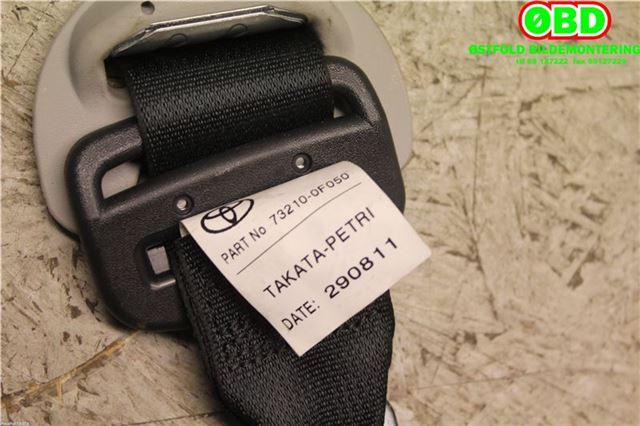 ØBD
ØSTFOLD BILDEMONTERING
PART No 73210-0F050
TAKATA-PETRI
DATE: 290811